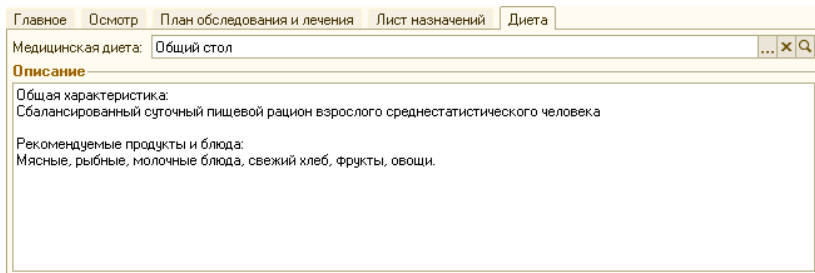 Главное Осмотр План обследования и лечения Лист назначений Диета
Медицинская диета: Общий стол ...
Описание
Общая характеристика:
Сбалансированный суточный пищевой рацион взрослого среднестатистического человека
Рекомендуемые продукты и блюда:
Мясные, рыбные, молочные блюда, свежий хлеб, фрукты, овощи.